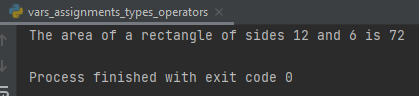 vars_assignments_types_operators
The area of a rectangle of sides 12 and 6 is 72
Process finished with exit code 0